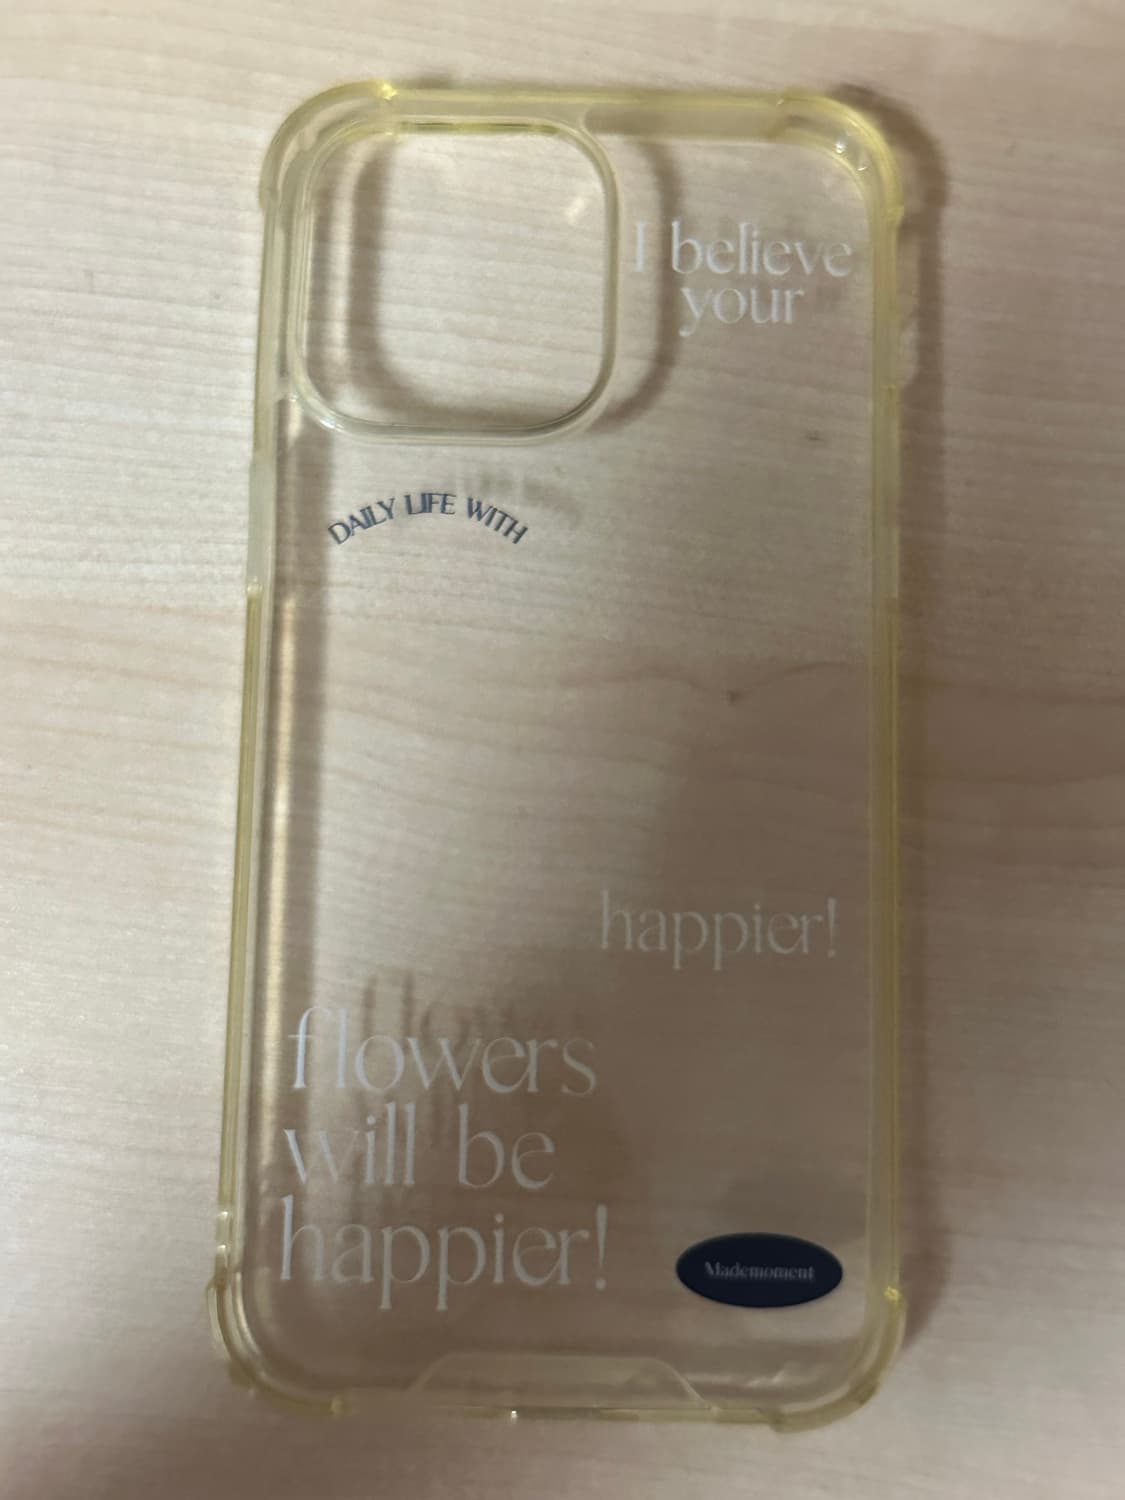 I believe
your
DAILY LIFE WITH
happier!
flowers
will be
happier!
Mademoment